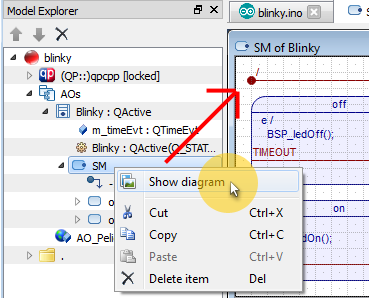 Model Explorer
blinky
(QP::)qpcpp [locked]
AOs
Blinky : QActive
m_timeEvt : QTimeEvt
Blinky : QActive(Q_STAT
SM
Show diagram
Cut Ctrl+X
Copy Ctrl+C
Paste Ctrl+V
Delete item Del
AO_Peli
.
blinky.ino
SM of Blinky
/
off
e /
BSP_ledOff();
TIMEOUT
on
dOn();